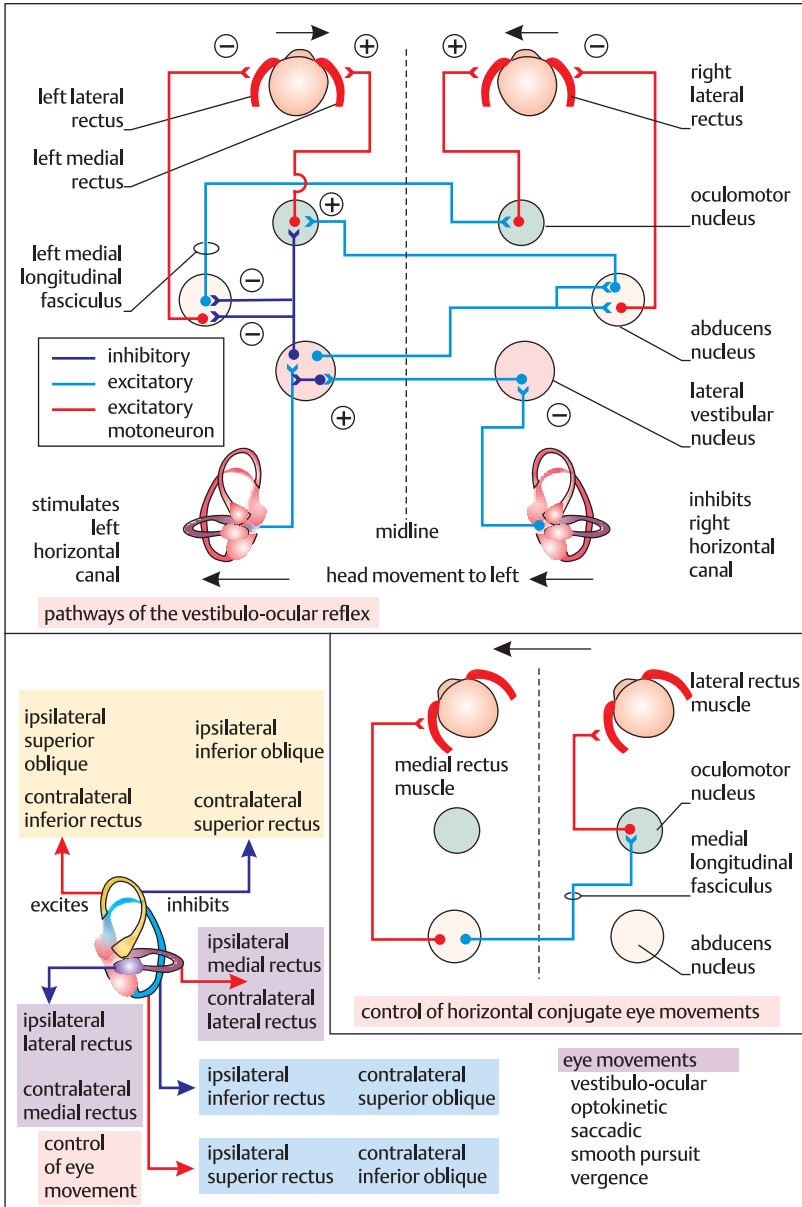 − + + −
left lateral
rectus
left medial
rectus
right
lateral
rectus
oculomotor
nucleus
+
left medial
longitudinal
fasciculus
−
−
abducens
nucleus
inhibitory
excitatory
excitatory
motoneuron
+
−
lateral
vestibular
nucleus
stimulates
left
horizontal
canal
midline
inhibits
right
horizontal
canal
head movement to left
pathways of the vestibulo-ocular reflex
ipsilateral
superior
oblique
ipsilateral
inferior oblique
contralateral
inferior rectus
contralateral
superior rectus
excites
inhibits
ipsilateral
medial rectus
contralateral
lateral rectus
ipsilateral
lateral rectus
contralateral
medial rectus
ipsilateral
inferior rectus
contralateral
superior oblique
control
of eye
movement
ipsilateral
superior rectus
contralateral
inferior oblique
lateral rectus
muscle
medial rectus
muscle
oculomotor
nucleus
medial
longitudinal
fasciculus
abducens
nucleus
control of horizontal conjugate eye movements
eye movements
vestibulo-ocular
optokinetic
saccadic
smooth pursuit
vergence